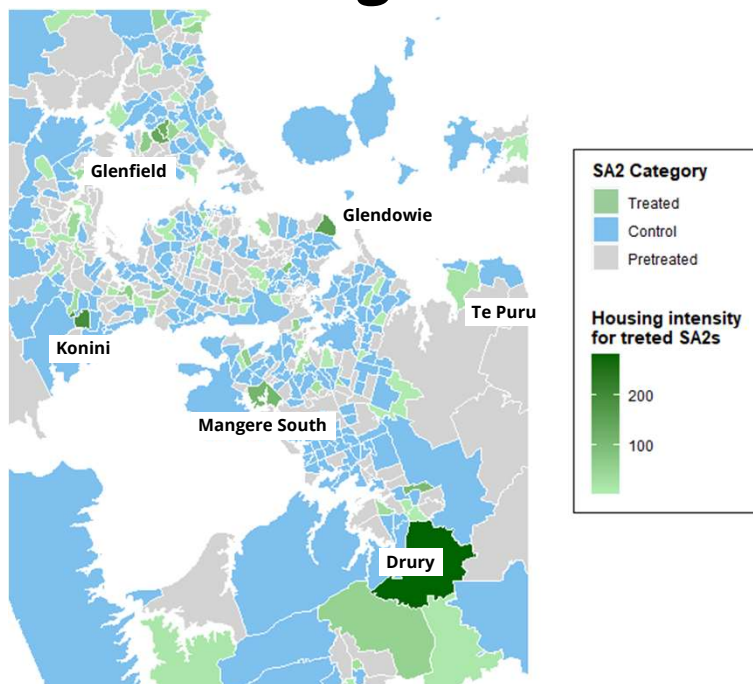 Glenfield
Glendowie
Te Puru
Konini
Mangere South
Drury
SA2 Category
Treated
Control
Pretreated
Housing intensity
for treted SA2s
200
100